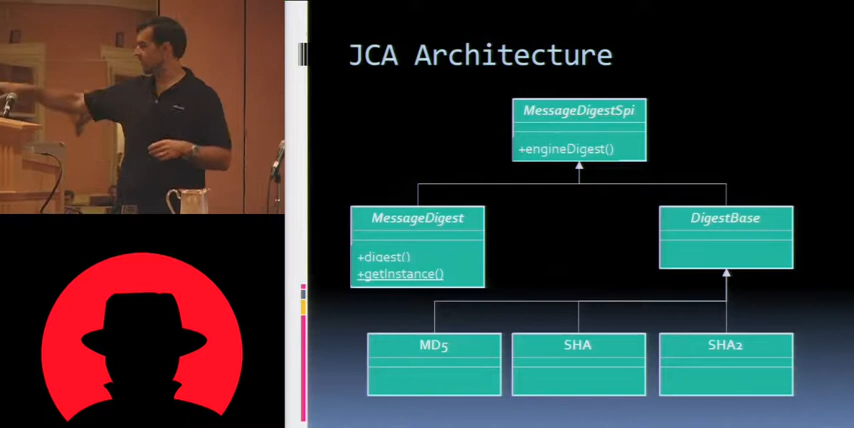 JCA Architecture
MessageDigestSpi
+engineDigest()
MessageDigest
+digest()
+getInstance()
DigestBase
MD5
SHA
SHA2